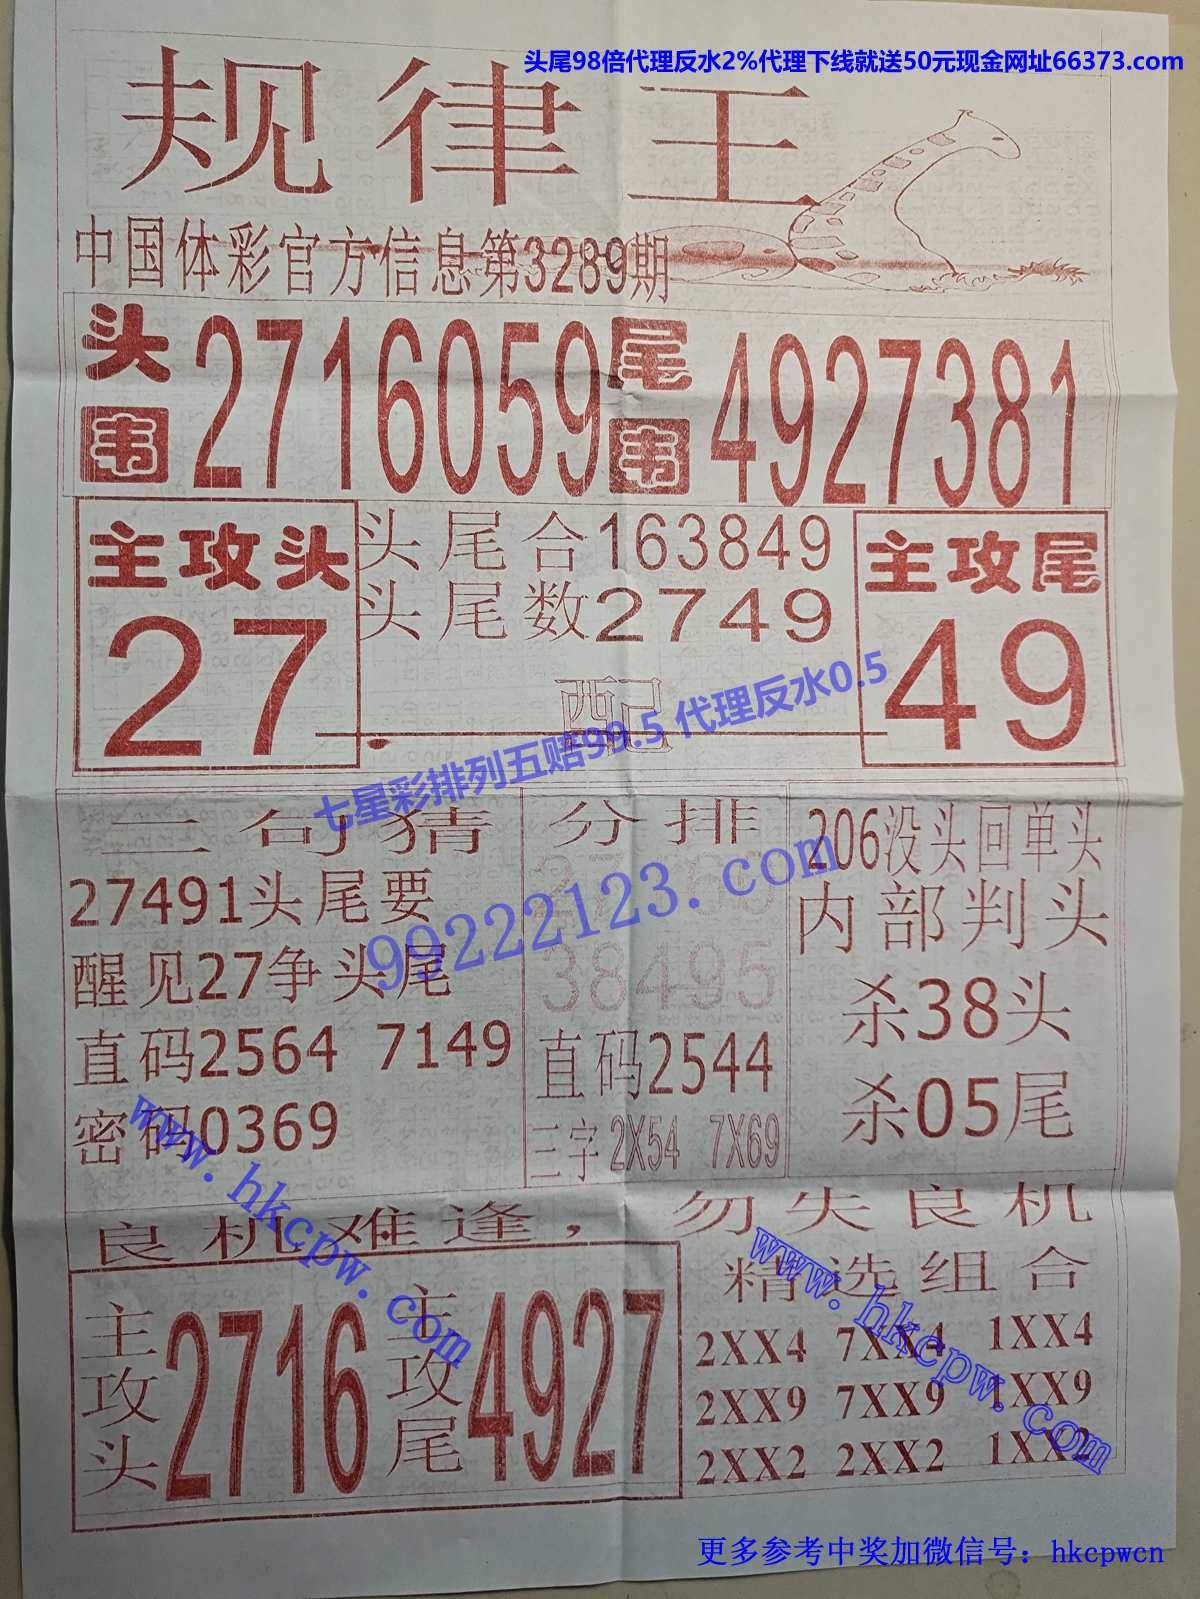 头尾98倍代理反水2%代理下线就送50元现金网址66373.com
规律王
中国体彩官方信息第3289期
头韦 2716059 尾韦 4927381
主攻头
27
头尾合163849
头尾数2749
配
主攻尾
49
七星彩排列五赔99.5 代理反水0.5
99222123.com
三句猜
27491头尾要
醒见27争头尾
直码2564 7149
密码0369
分排
38495
直码2544
三字 2X54 7X69
206没头回单头
内部判头
杀38头
杀05尾
www.hkcpw.com
良机难逢，勿失良机
主攻头 2716 主攻尾 4927
精选组合
2XX4 7XX4 1XX4
2XX9 7XX9 1XX9
2XX2 2XX2 1XX2
www.hkcpw.com
更多参考中奖加微信号：hkcpwcn